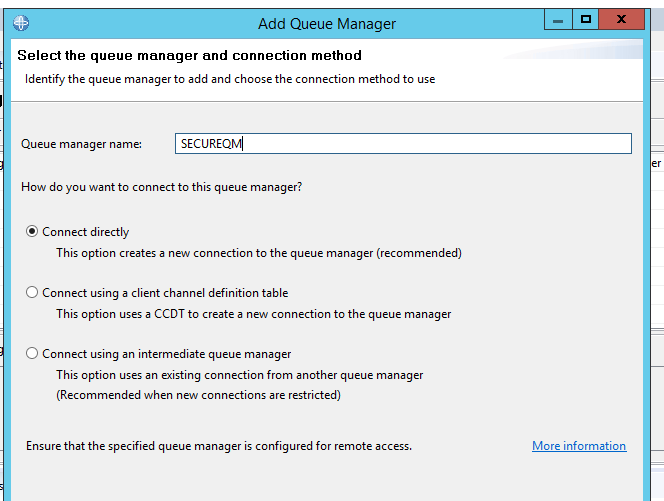 Add Queue Manager
Select the queue manager and connection method
Identify the queue manager to add and choose the connection method to use
Queue manager name: SECUREQM
How do you want to connect to this queue manager?
Connect directly
This option creates a new connection to the queue manager (recommended)
Connect using a client channel definition table
This option uses a CCDT to create a new connection to the queue manager
Connect using an intermediate queue manager
This option uses an existing connection from another queue manager
(Recommended when new connections are restricted)
Ensure that the specified queue manager is configured for remote access. More information